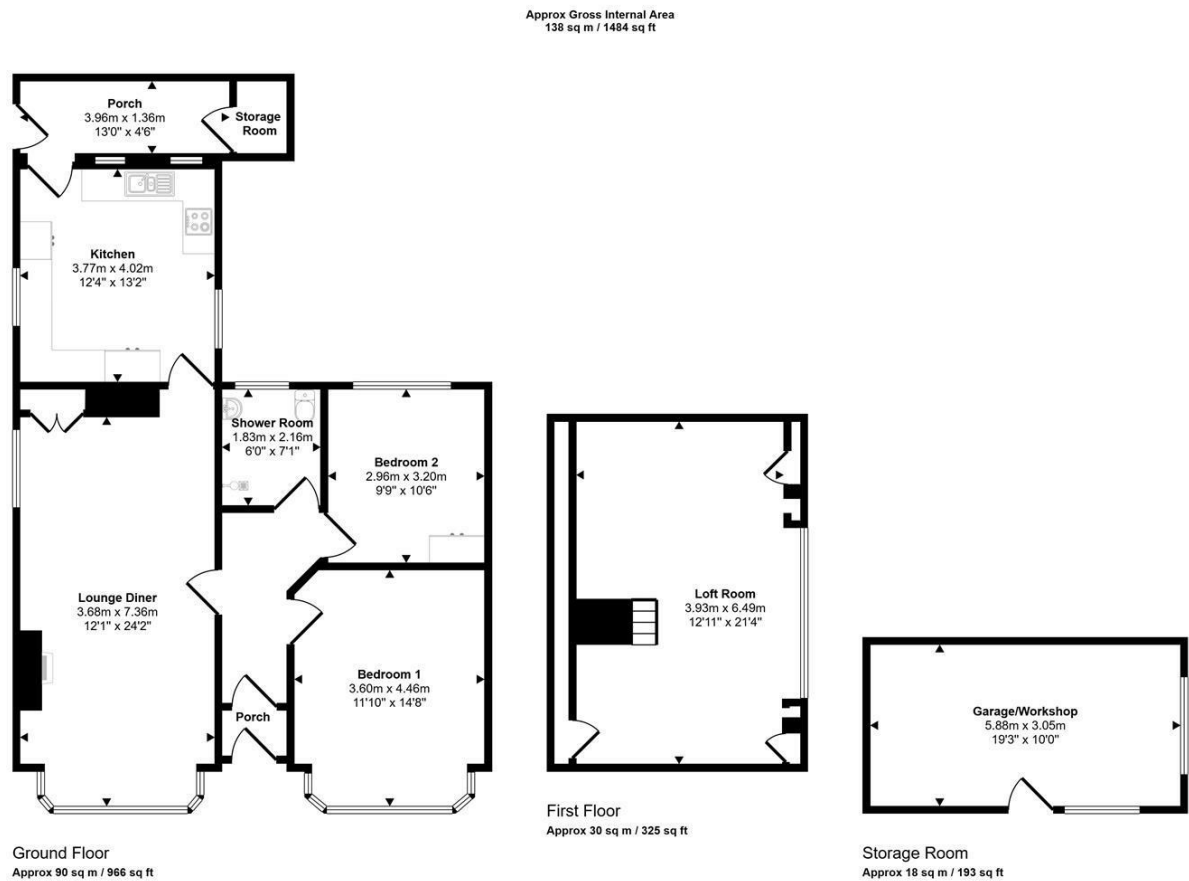 Approx Gross Internal Area
138 sq m / 1484 sq ft
Porch
3.96m x 1.36m
13'0" x 4'6"
Storage
Room
Kitchen
3.77m x 4.02m
12'4" x 13'2"
Shower Room
1.83m x 2.16m
6'0" x 7'1"
Bedroom 2
2.96m x 3.20m
9'9" x 10'6"
Lounge Diner
3.68m x 7.36m
12'1" x 24'2"
Bedroom 1
3.60m x 4.46m
11'10" x 14'8"
Porch
Ground Floor
Approx 90 sq m / 966 sq ft
Loft Room
3.93m x 6.49m
12'11" x 21'4"
First Floor
Approx 30 sq m / 325 sq ft
Garage/Workshop
5.88m x 3.05m
19'3" x 10'0"
Storage Room
Approx 18 sq m / 193 sq ft